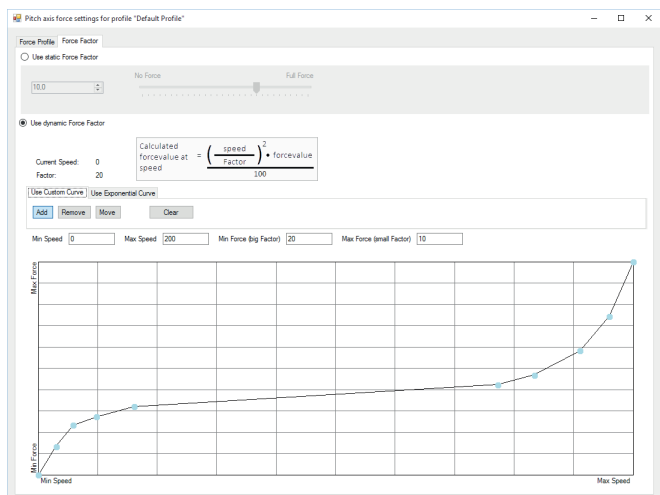 Pitch axis force settings for profile "Default Profile"
Force Profile Force Factor
Use static Force Factor
No Force Full Force
10,0
Use dynamic Force Factor
Calculated forcevalue at speed = ( speed / Factor )² • forcevalue / 100
Current Speed: 0
Factor: 20
Use Custom Curve Use Exponential Curve
Add Remove Move Clear
Min Speed 0 Max Speed 200 Min Force (big Factor) 20 Max Force (small Factor) 10
Max Force
Min Force
Min Speed Max Speed